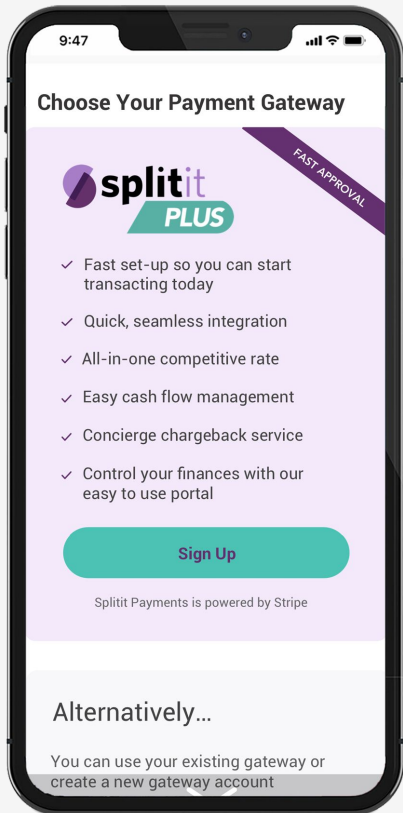 9:47
Choose Your Payment Gateway
FAST APPROVAL
splitit
PLUS
Fast set-up so you can start
transacting today
Quick, seamless integration
All-in-one competitive rate
Easy cash flow management
Concierge chargeback service
Control your finances with our
easy to use portal
Sign Up
Splitit Payments is powered by Stripe
Alternatively...
You can use your existing gateway or
create a new gateway account